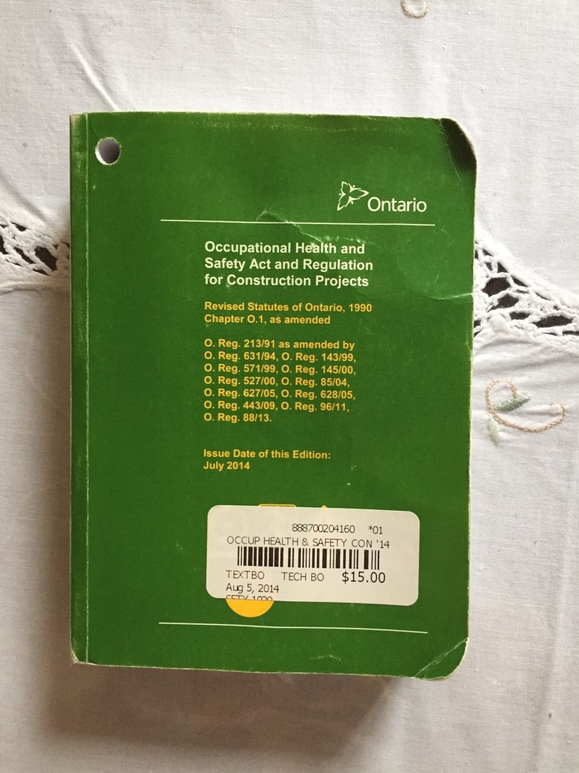 Ontario
Occupational Health and
Safety Act and Regulation
for Construction Projects
Revised Statutes of Ontario, 1990
Chapter O.1, as amended
O. Reg. 213/91 as amended by
O. Reg. 631/94, O. Reg. 143/99,
O. Reg. 571/99, O. Reg. 145/00,
O. Reg. 527/00, O. Reg. 85/04,
O. Reg. 627/05, O. Reg. 628/05,
O. Reg. 443/09, O. Reg. 96/11,
O. Reg. 88/13.
Issue Date of this Edition:
July 2014
888700204160 *01
OCCUP HEALTH & SAFETY CON '14
TEXTBO TECH BO $15.00
Aug 5, 2014